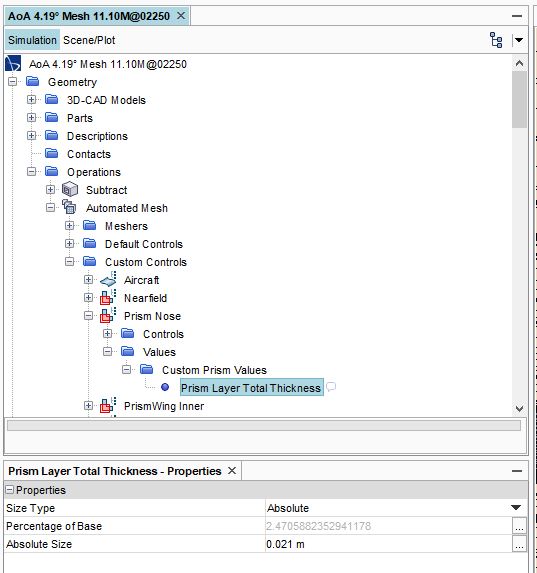 AoA 4.19° Mesh 11.10M@02250
Simulation Scene/Plot
AoA 4.19° Mesh 11.10M@02250
Geometry
3D-CAD Models
Parts
Descriptions
Contacts
Operations
Subtract
Automated Mesh
Meshers
Default Controls
Custom Controls
Aircraft
Nearfield
Prism Nose
Controls
Values
Custom Prism Values
Prism Layer Total Thickness
PrismWing Inner
Prism Layer Total Thickness - Properties
Properties
Size Type Absolute
Percentage of Base 2.4705882352941178
Absolute Size 0.021 m